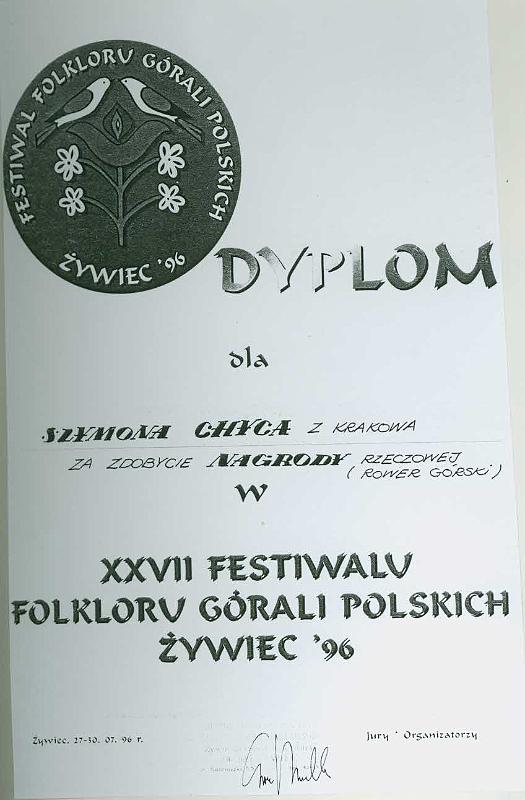 FESTIWAL FOLKLORU GÓRALI POLSKICH
ŻYWIEC '96
DYPLOM
dla
SZYMONA CHYCA Z KRAKOWA
ZA ZDOBYCIE NAGRODY RZECZOWEJ
(ROWER GÓRSKI)
W
XXVII FESTIWALU
FOLKLORU GÓRALI POLSKICH
ŻYWIEC '96
Żywiec, 27-30. 07. 96 r.
Jury · Organizatorzy